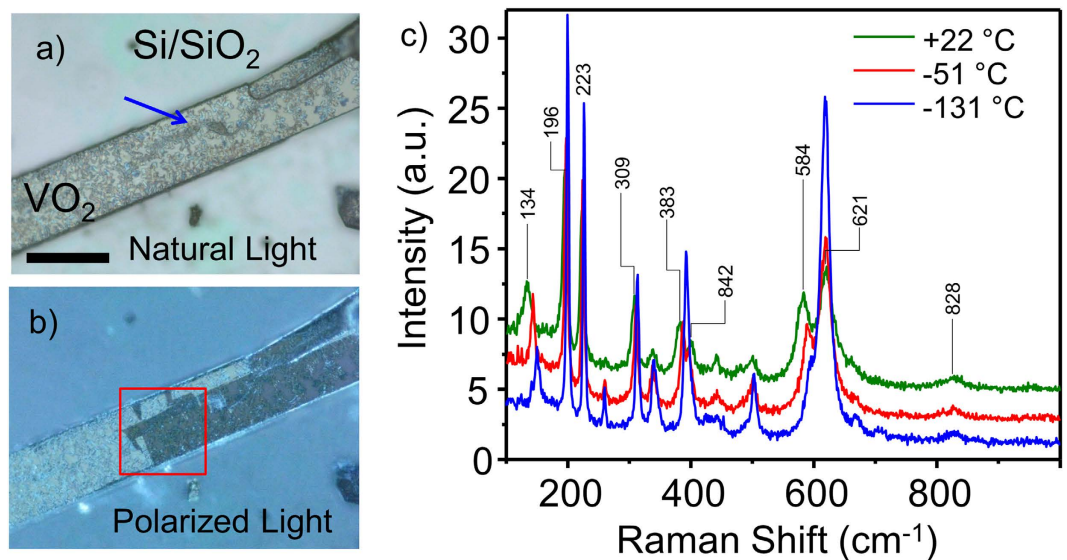 a)
Si/SiO2
VO2
Natural Light
b)
Polarized Light
c)
+22 °C
-51 °C
-131 °C
134
196
223
309
383
842
584
621
828
Intensity (a.u.)
30
25
20
15
10
5
0
200
400
600
800
Raman Shift (cm-1)